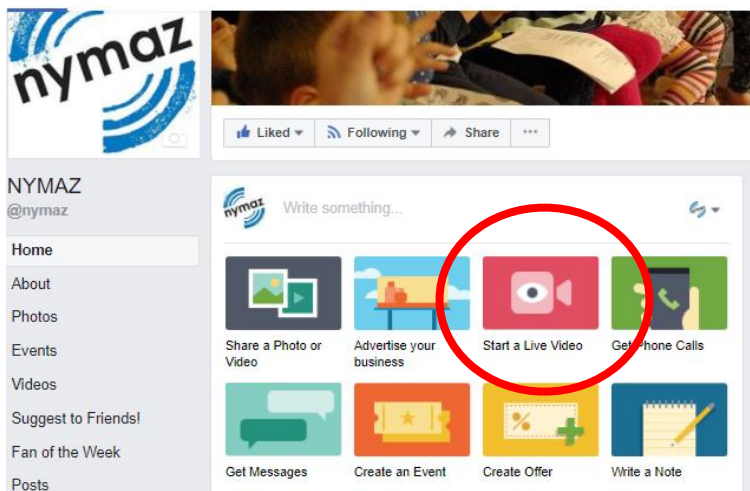 nymaz
Liked
Following
Share
NYMAZ
@nymaz
nymaz
Write something...
Home
About
Photos
Events
Videos
Suggest to Friends!
Fan of the Week
Posts
Share a Photo or
Video
Advertise your
business
Start a Live Video
Get Phone Calls
Get Messages
Create an Event
Create Offer
Write a Note